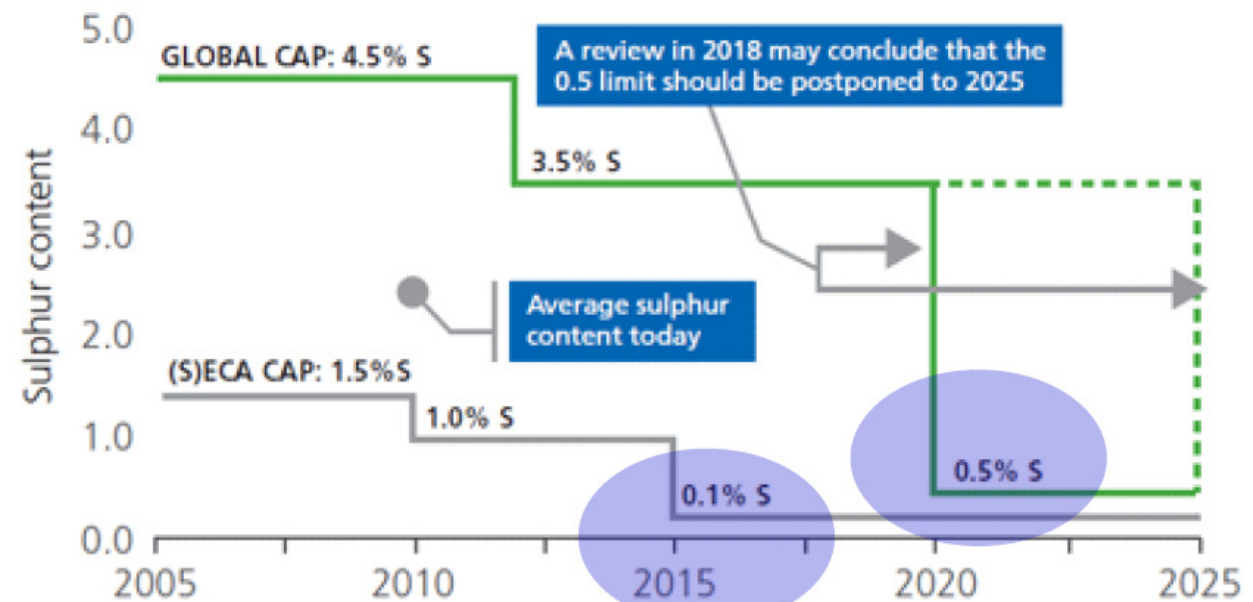 5.0
GLOBAL CAP: 4.5% S
A review in 2018 may conclude that the
0.5 limit should be postponed to 2025
4.0
3.5% S
Sulphur content
3.0
Average sulphur
content today
2.0
(S)ECA CAP: 1.5%S
1.0% S
1.0
0.1% S
0.5% S
0.0
2005 2010 2015 2020 2025